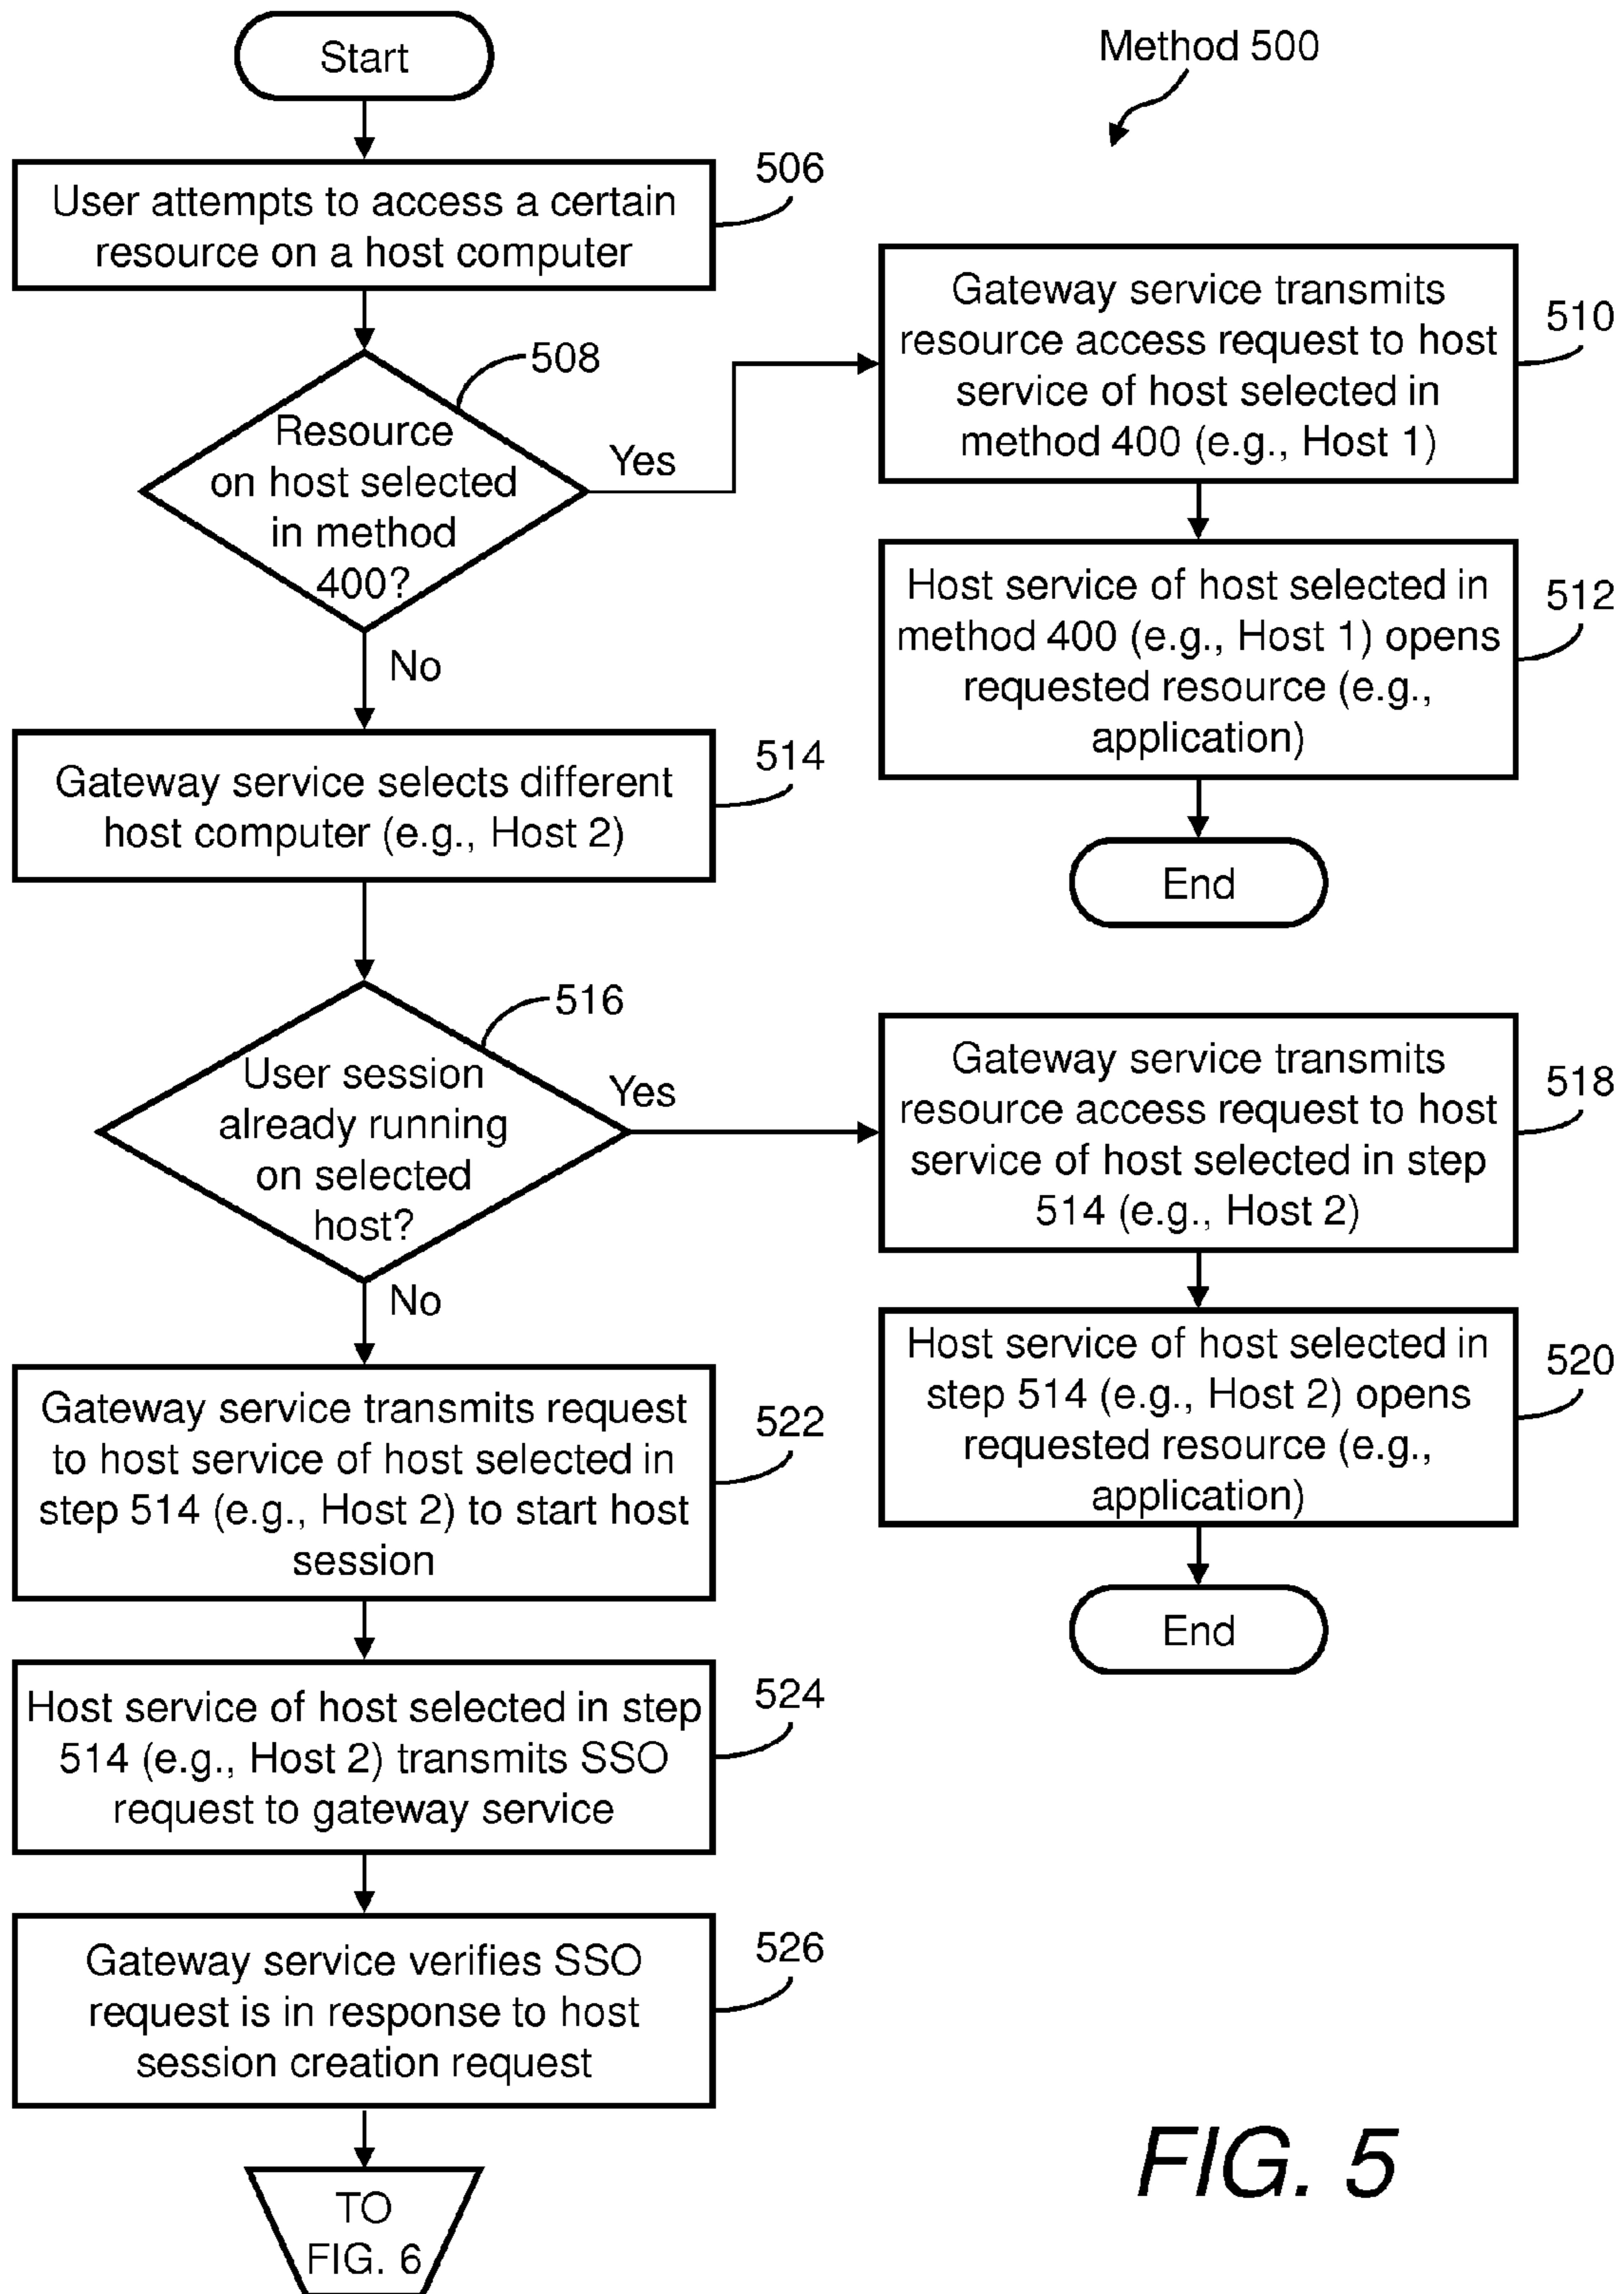 Start
Method 500
User attempts to access a certain
resource on a host computer
506
508
Resource
on host selected
in method
400?
Yes
No
Gateway service transmits
resource access request to host
service of host selected in
method 400 (e.g., Host 1)
510
Host service of host selected in
method 400 (e.g., Host 1) opens
requested resource (e.g.,
application)
512
End
Gateway service selects different
host computer (e.g., Host 2)
514
516
User session
already running
on selected
host?
Yes
No
Gateway service transmits
resource access request to host
service of host selected in step
514 (e.g., Host 2)
518
Host service of host selected in
step 514 (e.g., Host 2) opens
requested resource (e.g.,
application)
520
End
Gateway service transmits request
to host service of host selected in
step 514 (e.g., Host 2) to start host
session
522
Host service of host selected in step
514 (e.g., Host 2) transmits SSO
request to gateway service
524
Gateway service verifies SSO
request is in response to host
session creation request
526
TO
FIG. 6
FIG. 5